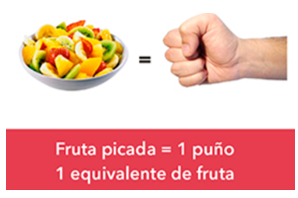 =
Fruta picada = 1 puño
1 equivalente de fruta